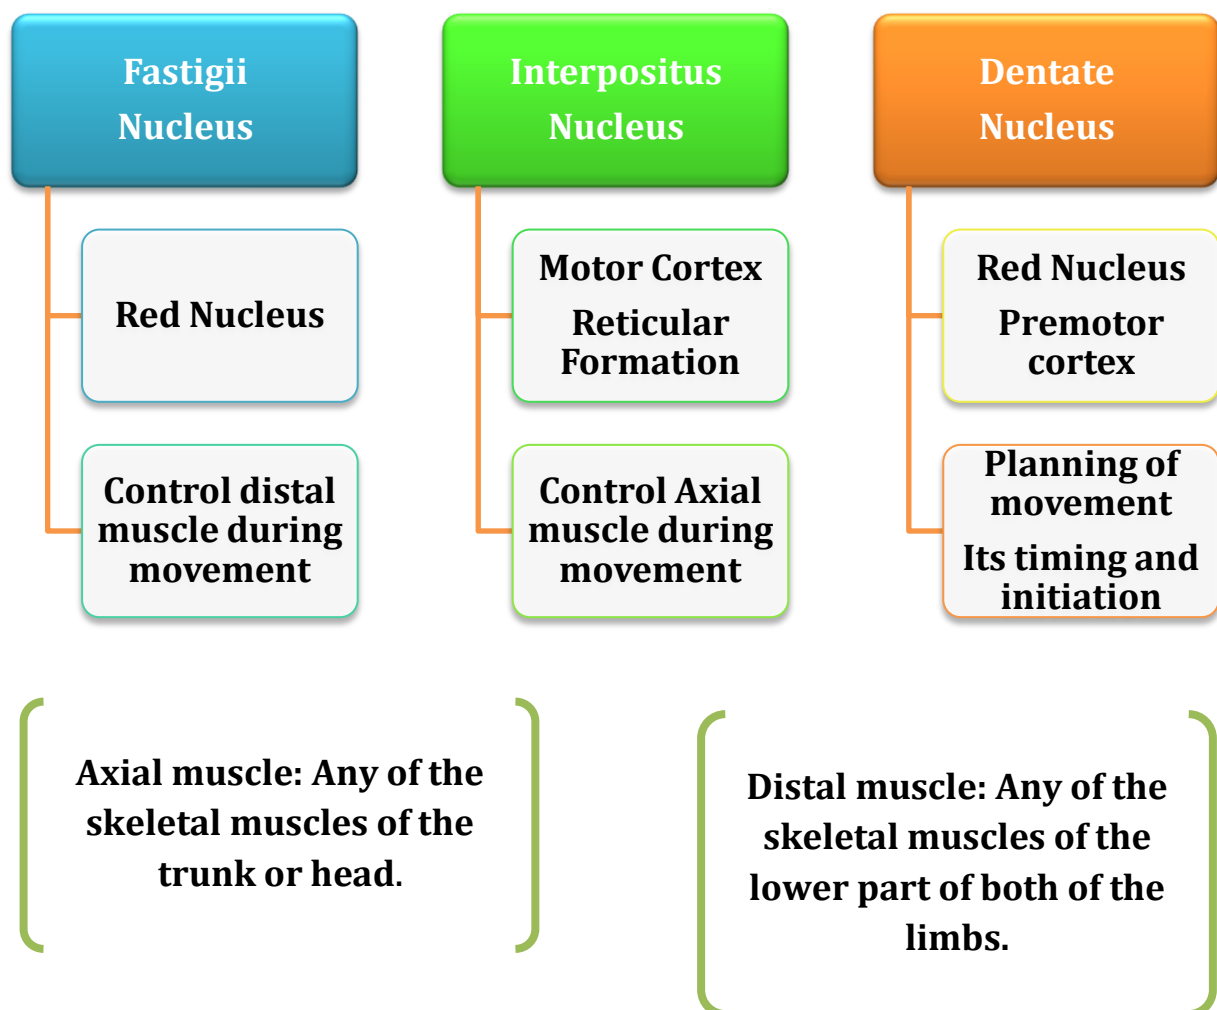 Fastigii
Nucleus
Red Nucleus
Control distal
muscle during
movement
Interpositus
Nucleus
Motor Cortex
Reticular
Formation
Control Axial
muscle during
movement
Dentate
Nucleus
Red Nucleus
Premotor
cortex
Planning of
movement
Its timing and
initiation
Axial muscle: Any of the
skeletal muscles of the
trunk or head.
Distal muscle: Any of the
skeletal muscles of the
lower part of both of the
limbs.